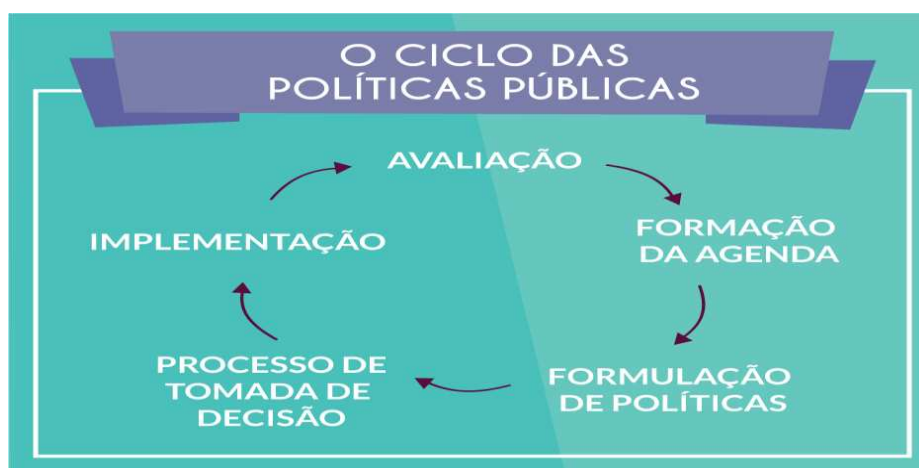 O CICLO DAS
POLÍTICAS PÚBLICAS
AVALIAÇÃO
FORMAÇÃO
DA AGENDA
FORMULAÇÃO
DE POLÍTICAS
PROCESSO DE
TOMADA DE
DECISÃO
IMPLEMENTAÇÃO